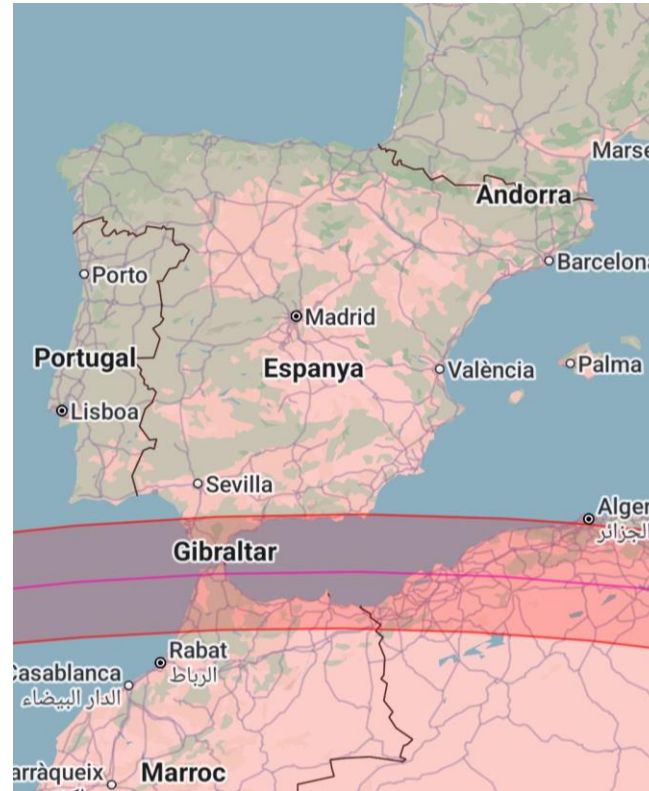 Marse
Andorra
Barcelona
Porto
Madrid
Portugal
Espanya
València
Palma
Lisboa
Sevilla
Alger
الجزائر
Gibraltar
Rabat
الرباط
Casablanca
الدار البيضاء
arràqueix
Marroc